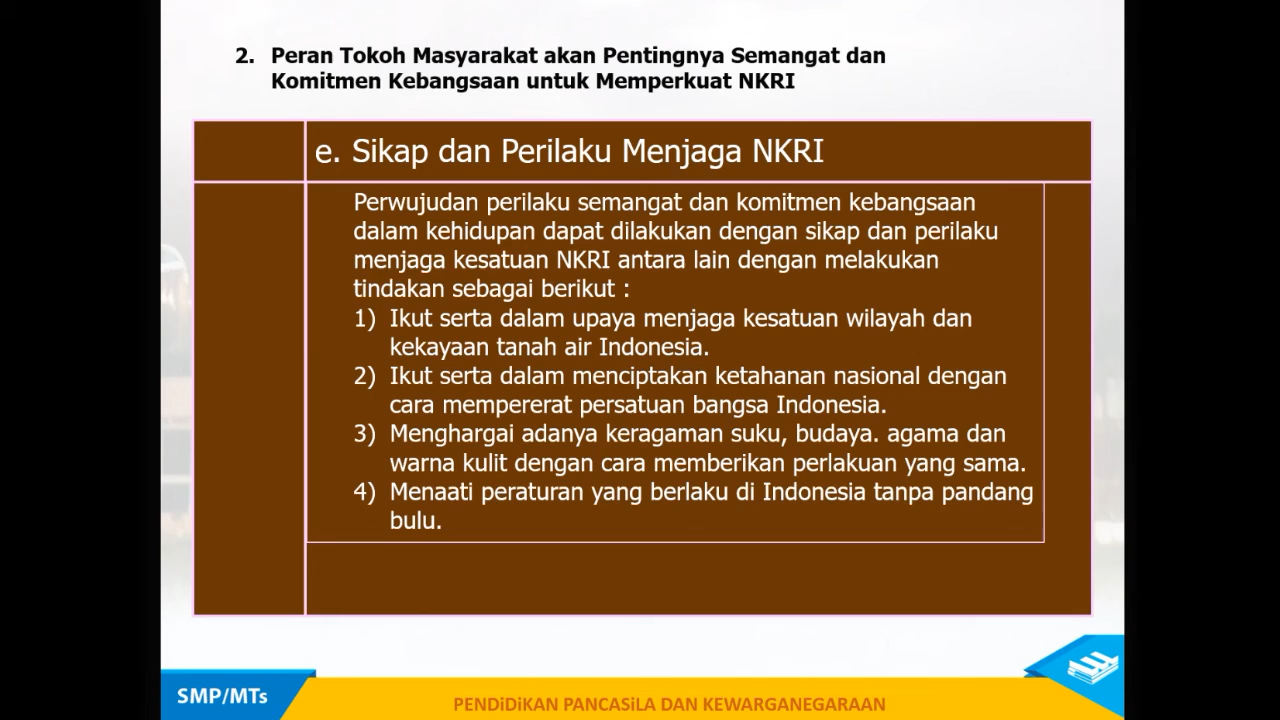 2. Peran Tokoh Masyarakat akan Pentingnya Semangat dan
Komitmen Kebangsaan untuk Memperkuat NKRI
e. Sikap dan Perilaku Menjaga NKRI
Perwujudan perilaku semangat dan komitmen kebangsaan
dalam kehidupan dapat dilakukan dengan sikap dan perilaku
menjaga kesatuan NKRI antara lain dengan melakukan
tindakan sebagai berikut :
1) Ikut serta dalam upaya menjaga kesatuan wilayah dan
kekayaan tanah air Indonesia.
2) Ikut serta dalam menciptakan ketahanan nasional dengan
cara mempererat persatuan bangsa Indonesia.
3) Menghargai adanya keragaman suku, budaya. agama dan
warna kulit dengan cara memberikan perlakuan yang sama.
4) Menaati peraturan yang berlaku di Indonesia tanpa pandang
bulu.
SMP/MTs
PENDiDiKAN PANCASiLA DAN KEWARGANEGARAAN